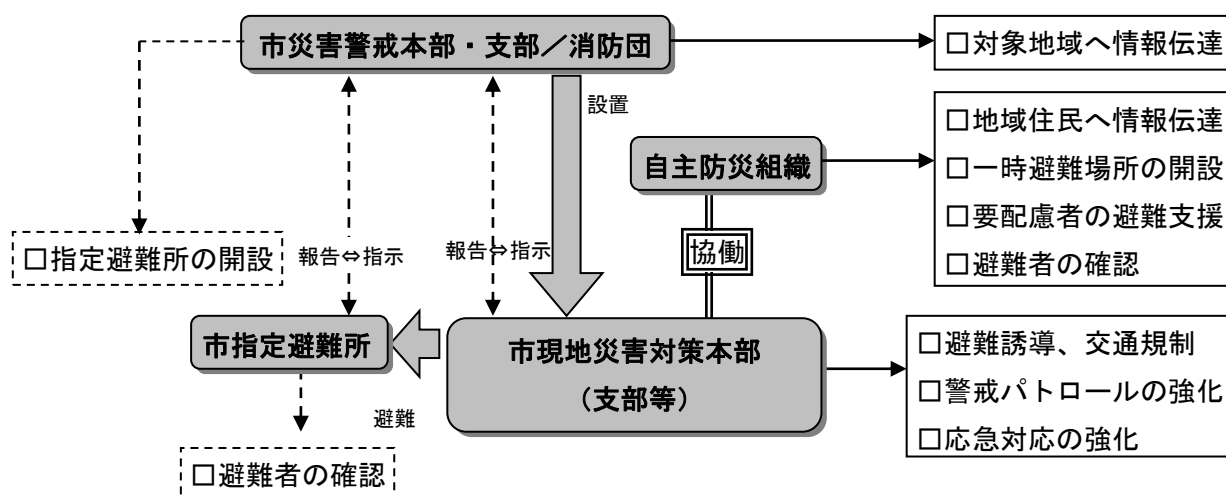 市災害警戒本部・支部／消防団
□対象地域へ情報伝達
設置
□地域住民へ情報伝達
□一時避難場所の開設
□要配慮者の避難支援
□避難者の確認
自主防災組織
協働
□指定避難所の開設
報告⇔指示
報告⇔指示
市指定避難所
市現地災害対策本部
（支部等）
避難
□避難誘導、交通規制
□警戒パトロールの強化
□応急対応の強化
□避難者の確認